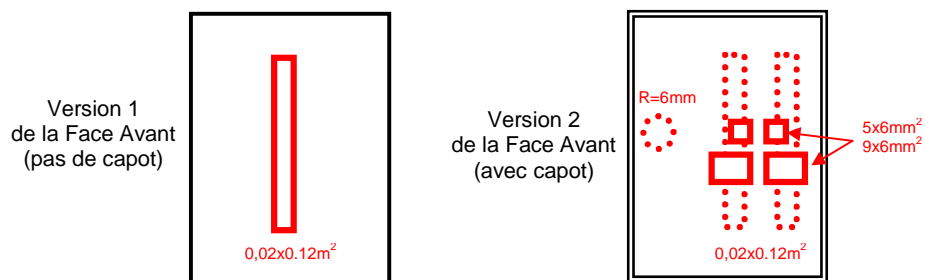 Version 1
de la Face Avant
(pas de capot)
0,02x0.12m²
Version 2
de la Face Avant
(avec capot)
R=6mm
5x6mm²
9x6mm²
0,02x0.12m²